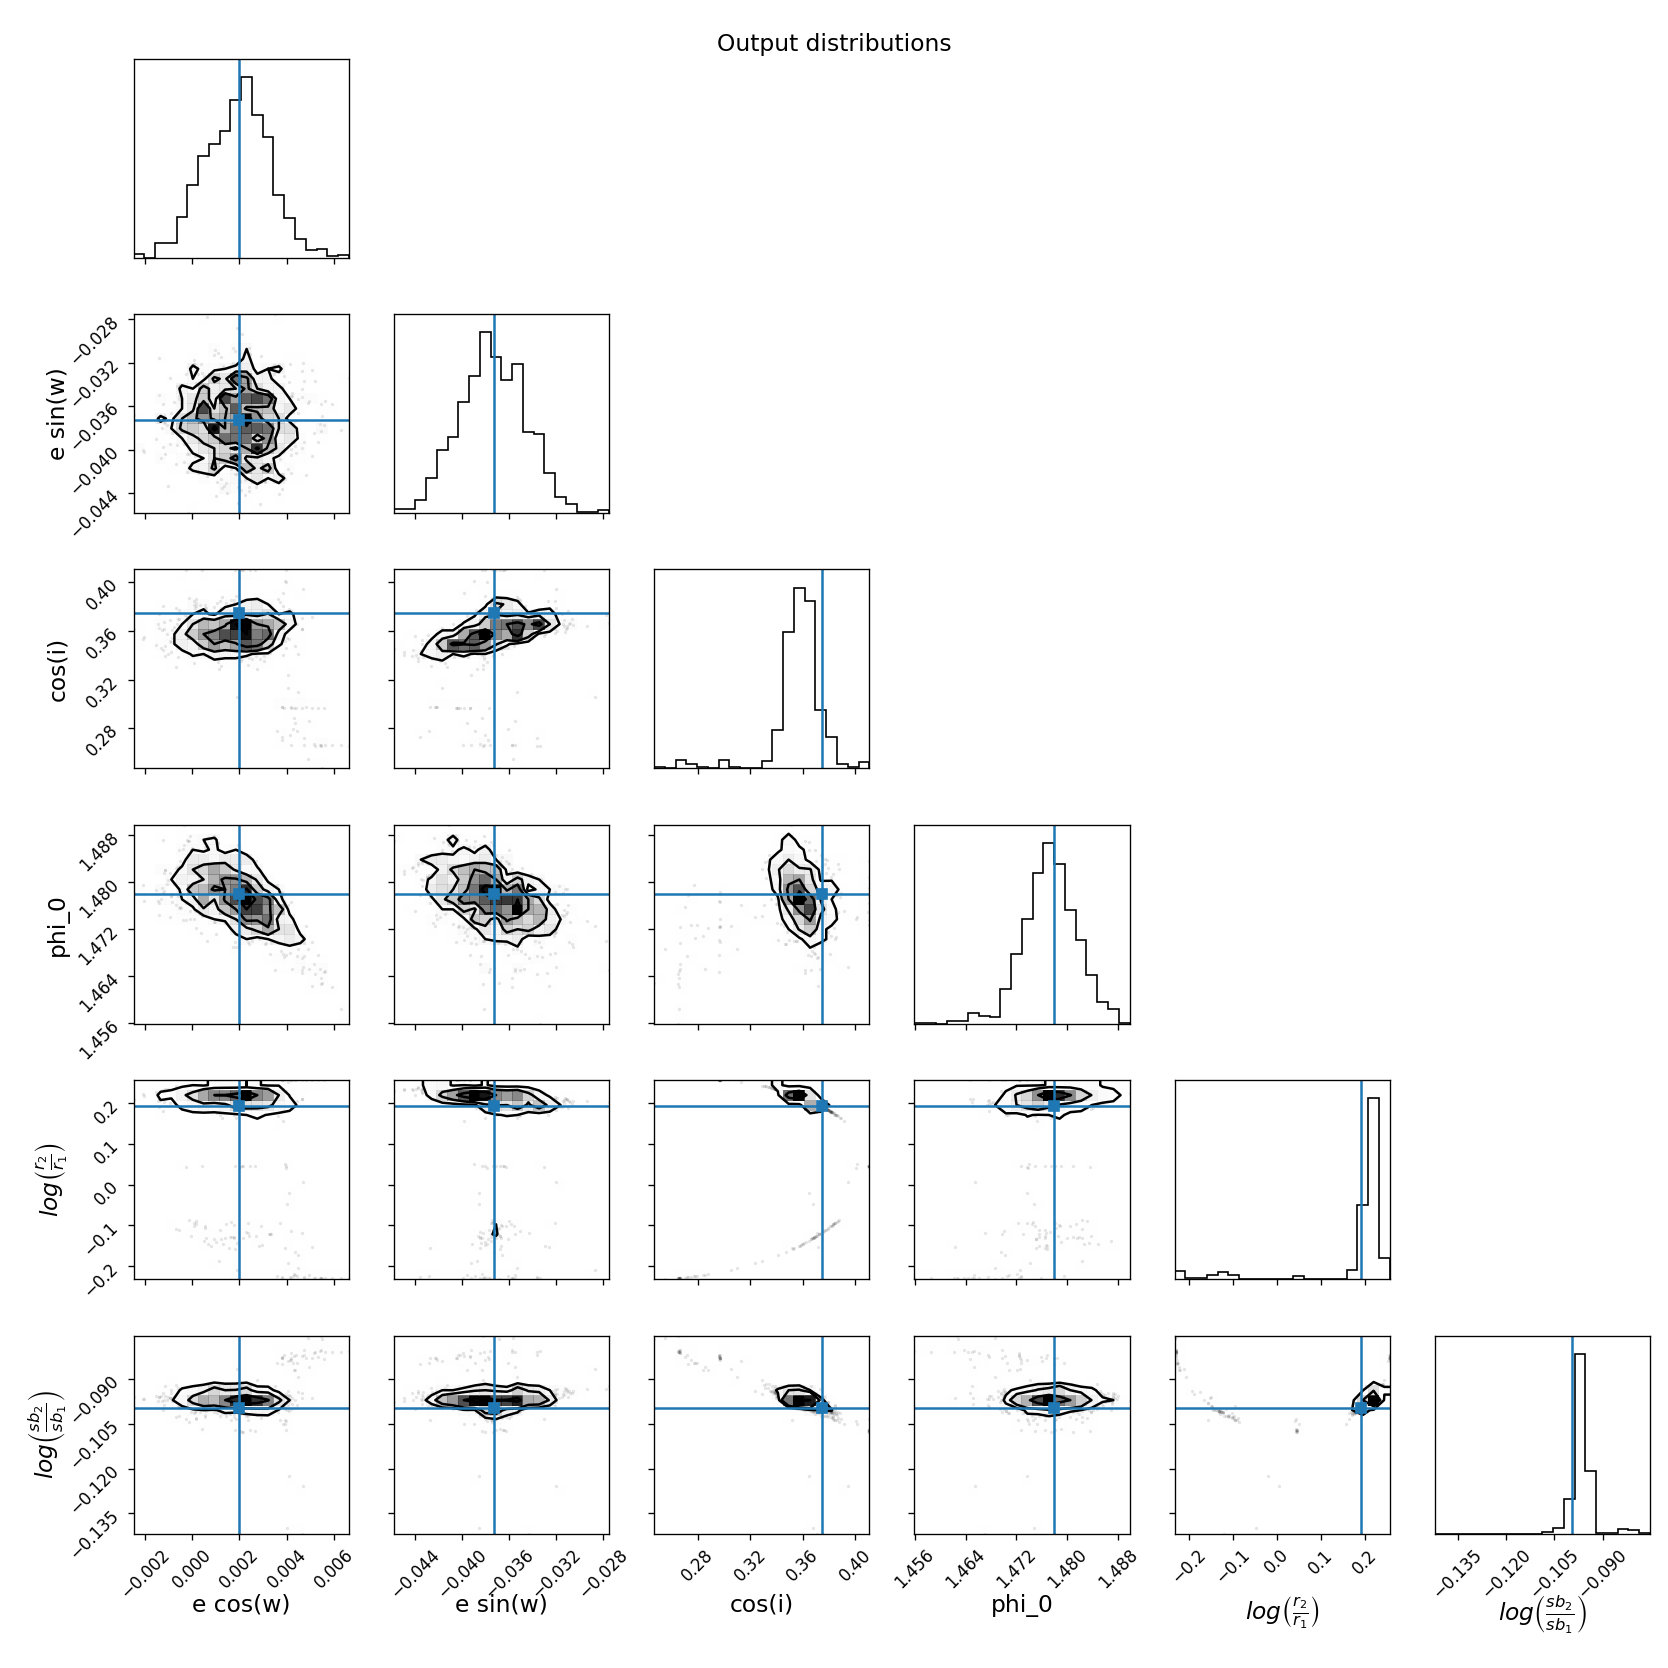 Output distributions
e sin(w)
−0.028
−0.032
−0.036
−0.040
−0.044
cos(i)
0.40
0.36
0.32
0.28
phi_0
1.488
1.480
1.472
1.464
1.456
log(r₂/r₁)
0.2
0.1
0.0
−0.1
−0.2
log(sb₂/sb₁)
−0.090
−0.105
−0.120
−0.135
−0.002 0.000 0.002 0.004 0.006
e cos(w)
−0.044 −0.040 −0.036 −0.032 −0.028
e sin(w)
0.28 0.32 0.36 0.40
cos(i)
1.456 1.464 1.472 1.480 1.488
phi_0
−0.2 −0.1 0.0 0.1 0.2
log(r₂/r₁)
−0.135 −0.120 −0.105 −0.090
log(sb₂/sb₁)